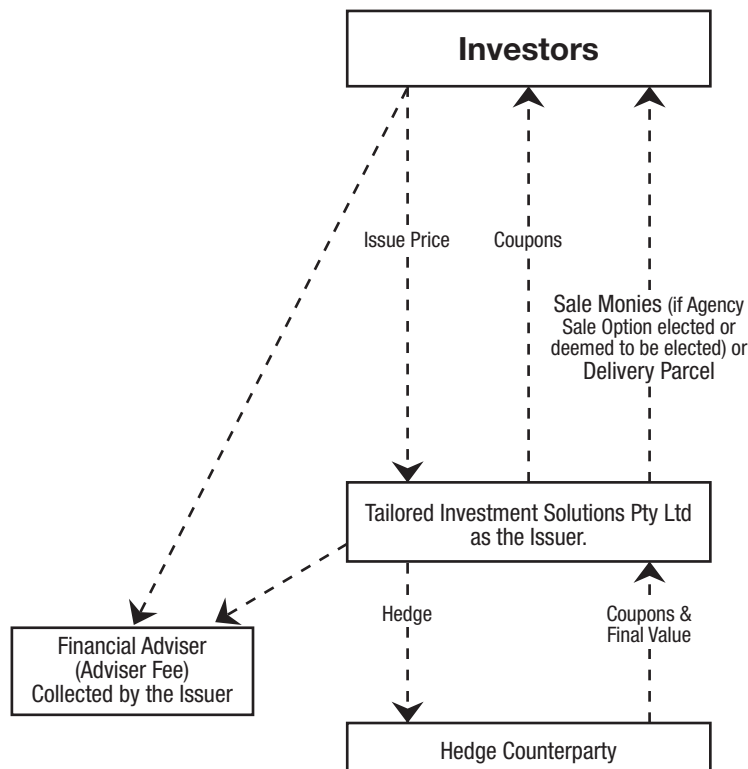 Investors
Issue Price
Coupons
Sale Monies (if Agency
Sale Option elected or
deemed to be elected) or
Delivery Parcel
Tailored Investment Solutions Pty Ltd
as the Issuer.
Hedge
Coupons &
Final Value
Financial Adviser
(Adviser Fee)
Collected by the Issuer
Hedge Counterparty